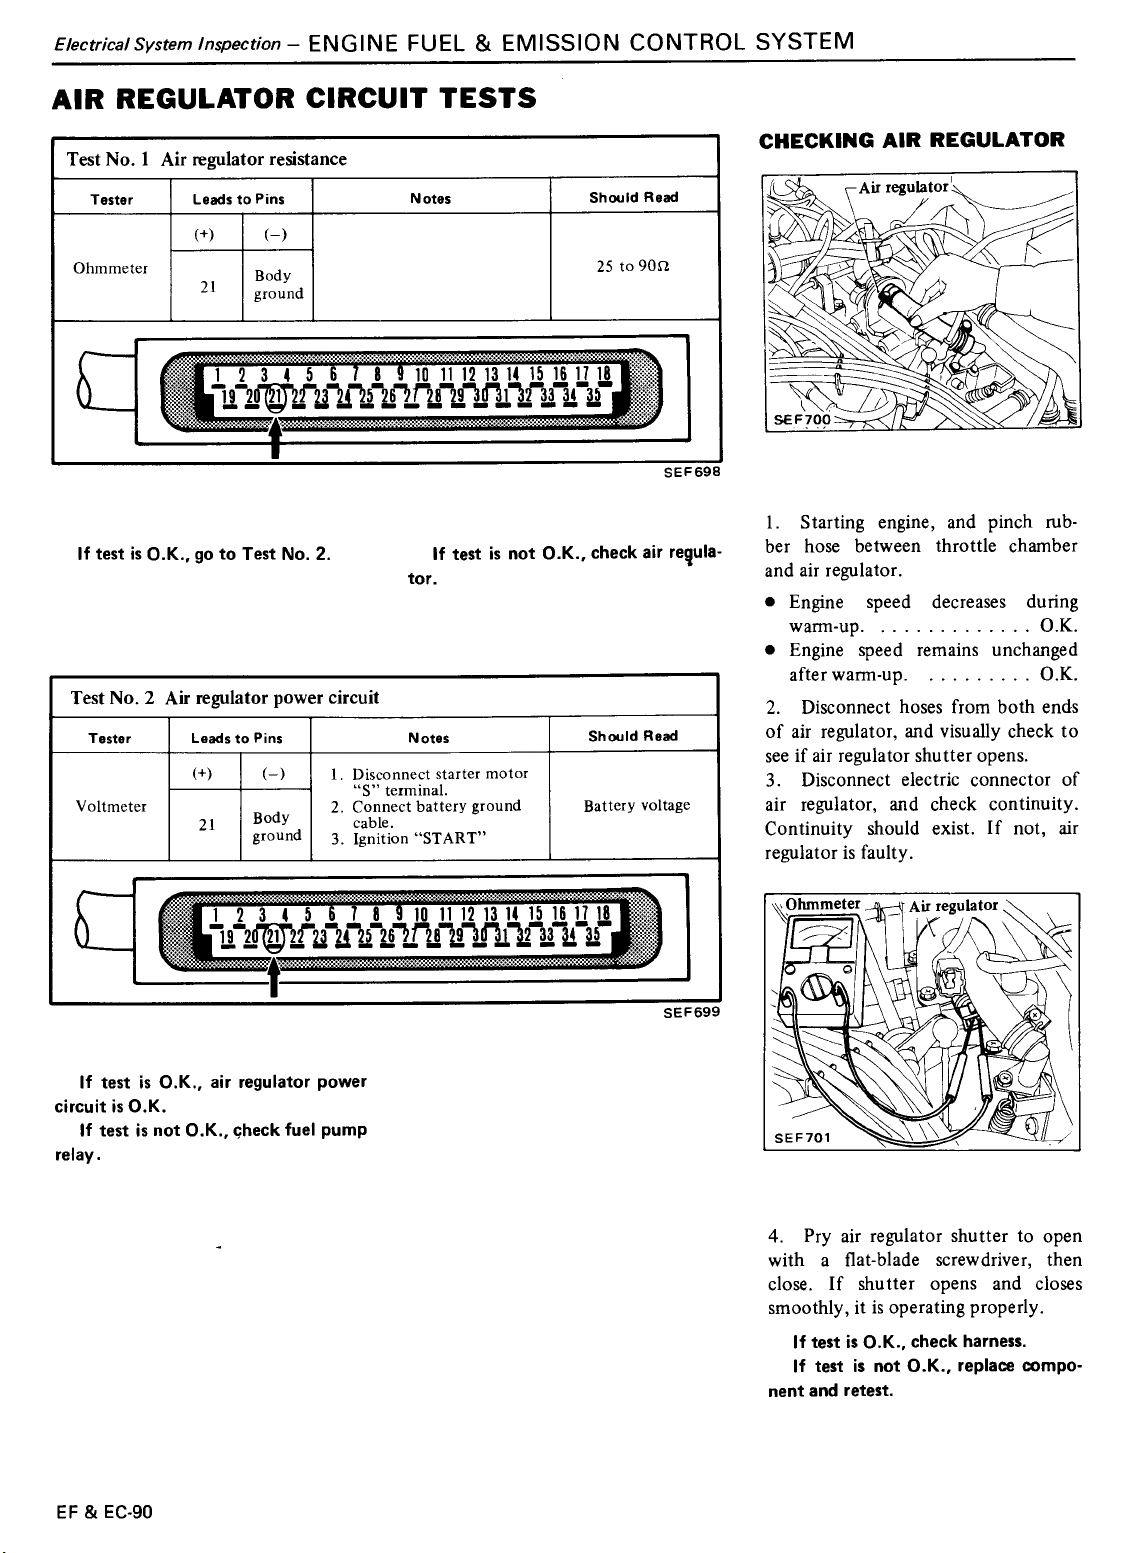 Electrical System Inspection – ENGINE FUEL & EMISSION CONTROL SYSTEM
AIR REGULATOR CIRCUIT TESTS
Test No. 1 Air regulator resistance
Tester Leads to Pins Notes Should Read
(+) (–)
Ohmmeter 21 Body ground 25 to 90Ω
1 2 3 4 5 6 7 8 9 10 11 12 13 14 15 16 17 18
19 20 21 22 23 24 25 26 27 28 29 30 31 32 33 34 35
SEF698
If test is O.K., go to Test No. 2.
If test is not O.K., check air regula-
tor.
Test No. 2 Air regulator power circuit
Tester Leads to Pins Notes Should Read
(+) (–)
Voltmeter 21 Body ground
1. Disconnect starter motor
“S” terminal.
2. Connect battery ground
cable.
3. Ignition “START”
Battery voltage
1 2 3 4 5 6 7 8 9 10 11 12 13 14 15 16 17 18
19 20 21 22 23 24 25 26 27 28 29 30 31 32 33 34 35
SEF699
If test is O.K., air regulator power
circuit is O.K.
If test is not O.K., check fuel pump
relay.
CHECKING AIR REGULATOR
Air regulator
SEF700
1. Starting engine, and pinch rub-
ber hose between throttle chamber
and air regulator.
● Engine speed decreases during
warm-up. . . . . . . . . . . . . . O.K.
● Engine speed remains unchanged
after warm-up. . . . . . . . . . O.K.
2. Disconnect hoses from both ends
of air regulator, and visually check to
see if air regulator shutter opens.
3. Disconnect electric connector of
air regulator, and check continuity.
Continuity should exist. If not, air
regulator is faulty.
Ohmmeter Air regulator
SEF701
4. Pry air regulator shutter to open
with a flat-blade screwdriver, then
close. If shutter opens and closes
smoothly, it is operating properly.
If test is O.K., check harness.
If test is not O.K., replace compo-
nent and retest.
EF & EC-90